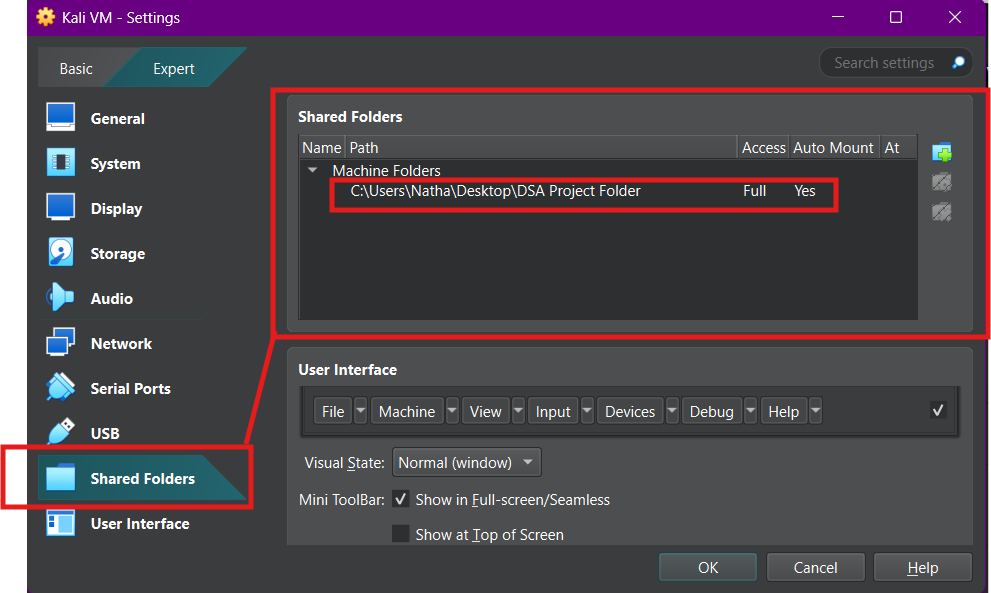 Kali VM - Settings
Basic Expert Search settings
General
System
Display
Storage
Audio
Network
Serial Ports
USB
Shared Folders
User Interface
Shared Folders
Name Path Access Auto Mount At
Machine Folders
C:\Users\Natha\Desktop\DSA Project Folder Full Yes
User Interface
File Machine View Input Devices Debug Help
Visual State: Normal (window)
Mini ToolBar: Show in Full-screen/Seamless
Show at Top of Screen
OK Cancel Help